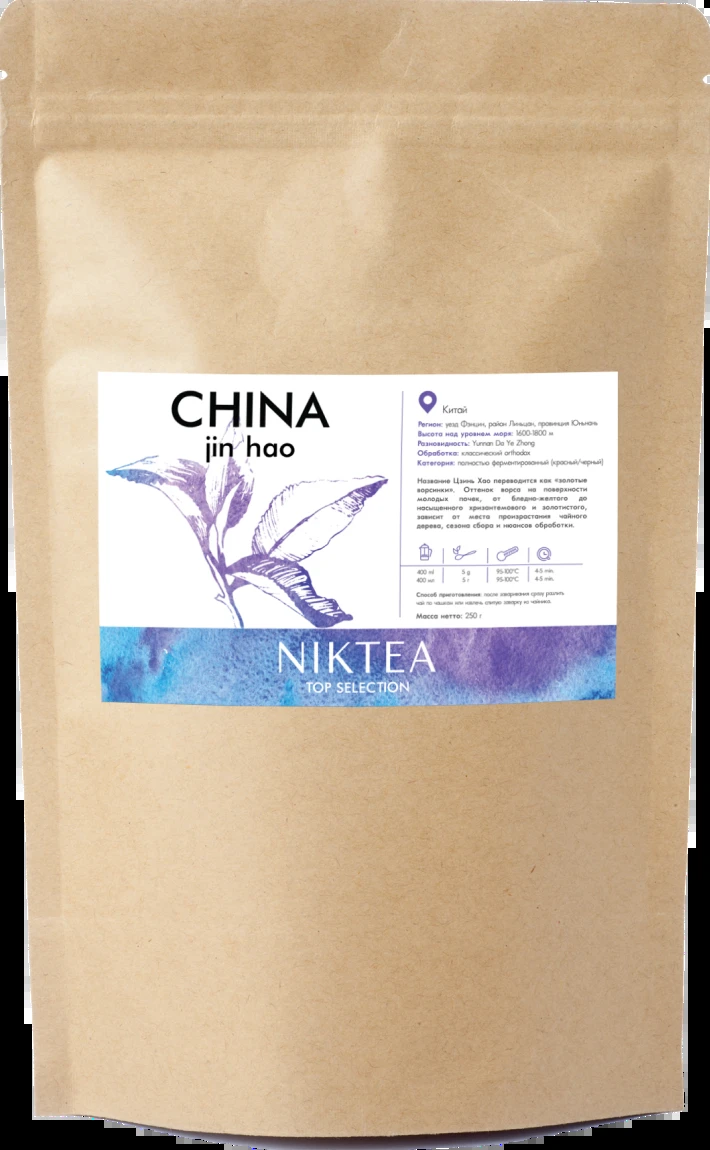 CHINA
jin hao
Китай
Регион: уезд Фэнцин, район Линьцан, провинция Юньнань
Высота над уровнем моря: 1600-1800 м
Разновидность: Yunnan Da Ye Zhong
Обработка: классический orthodox
Категория: полностью ферментированный (красный/черный)
Название Цзинь Хао переводится как «золотые
ворсинки». Оттенок ворса на поверхности
молодых почек, от бледно-желтого до
насыщенного хризантемового и золотистого,
зависит от места произрастания чайного
дерева, сезона сбора и нюансов обработки.
400 ml 5 g 95-100°C 4-5 min.
400 мл 5 г 95-100°C 4-5 min.
Способ приготовления: после заваривания сразу разлить
чай по чашкам или извлечь спитую заварку из чайника.
Масса нетто: 250 г
NIKTEA
TOP SELECTION